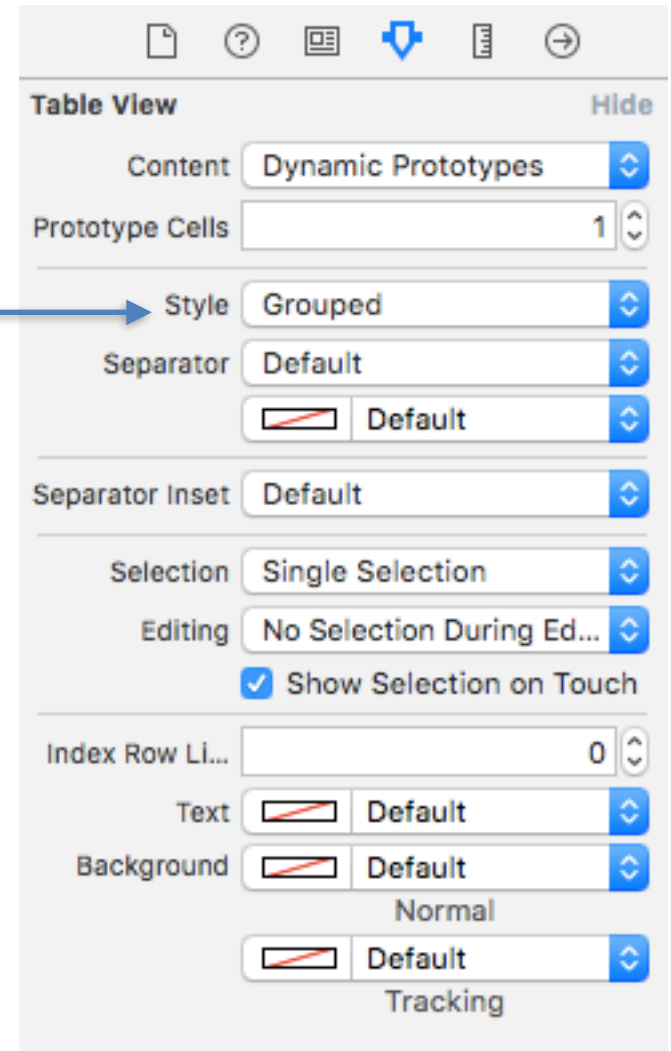 Table View Hide
Content Dynamic Prototypes
Prototype Cells 1
Style Grouped
Separator Default
Default
Separator Inset Default
Selection Single Selection
Editing No Selection During Ed...
Show Selection on Touch
Index Row Li... 0
Text Default
Background Default
Normal
Default
Tracking